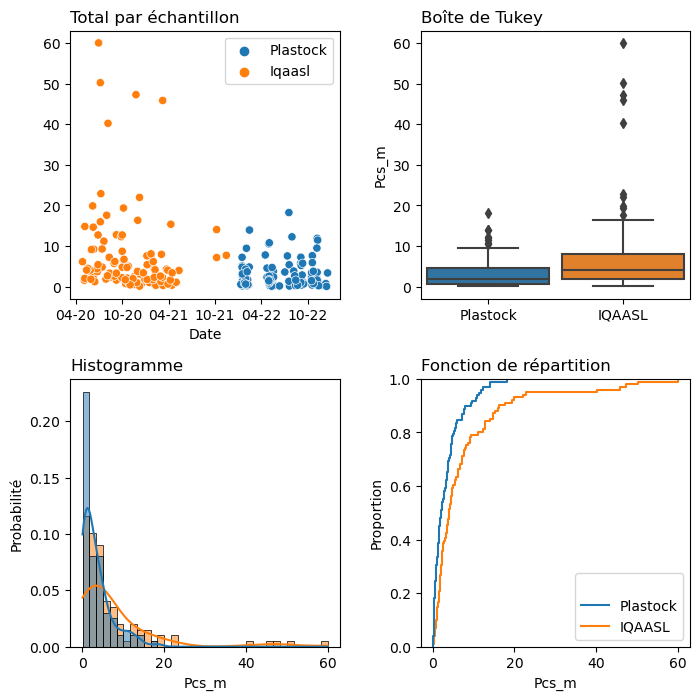 Total par échantillon
60
50
40
30
20
10
0
04-20 10-20 04-21 10-21 04-22 10-22
Date
Plastock
Iqaasl
Boîte de Tukey
Pcs_m
60
50
40
30
20
10
0
Plastock IQAASL
Histogramme
Probabilité
0.20
0.15
0.10
0.05
0.00
0 20 40 60
Pcs_m
Fonction de répartition
Proportion
1.0
0.8
0.6
0.4
0.2
0.0
0 20 40 60
Pcs_m
Plastock
IQAASL